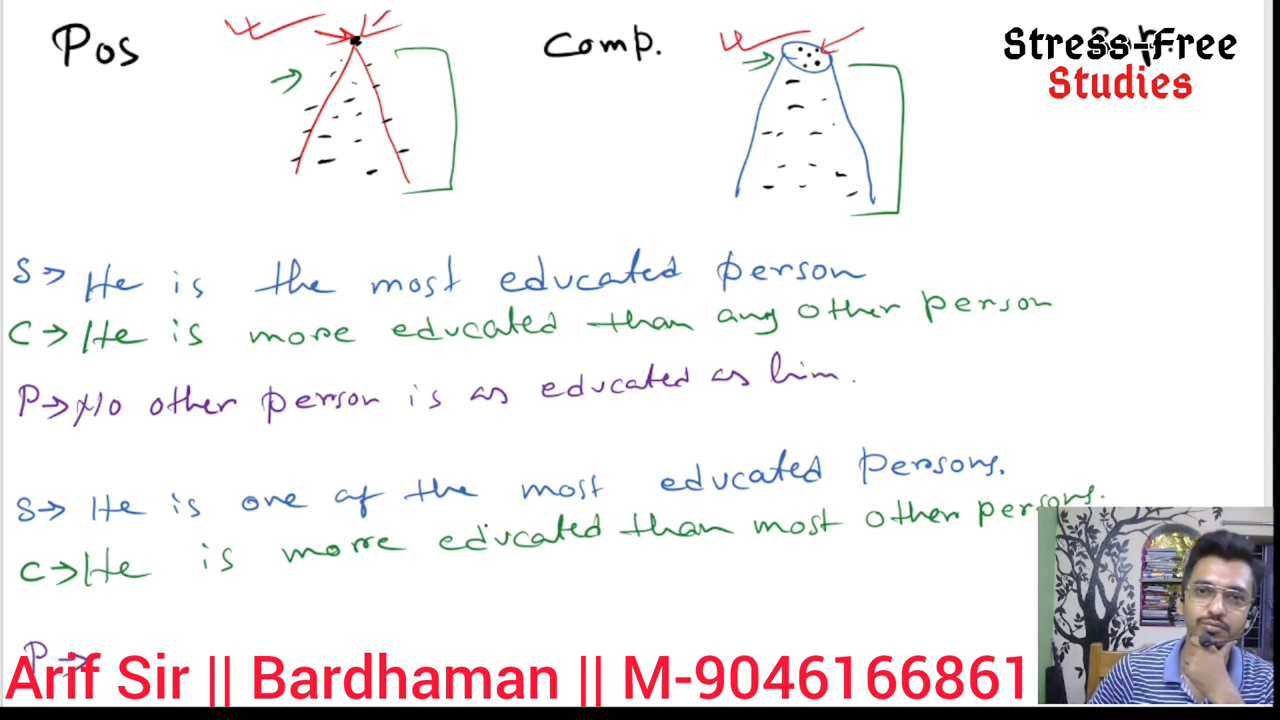 Pos
Comp.
Stress-Free
Studies
S→ He is the most educated person
C→ He is more educated than any other person
P→ No other person is as educated as him.
S→ He is one of the most educated persons.
C→ He is more educated than most other persons.
P→
Arif Sir || Bardhaman || M-9046166861